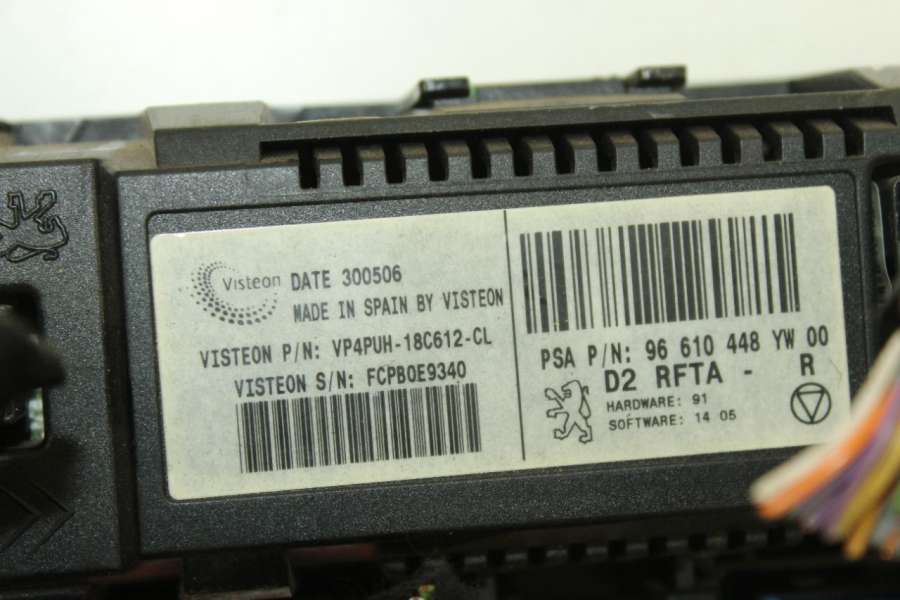 Visteon DATE 300506
MADE IN SPAIN BY VISTEON
VISTEON P/N: VP4PUH-18C612-CL
VISTEON S/N: FCPB0E9340
PSA P/N: 96 610 448 YW 00
D2 RFTA - R
HARDWARE: 91
SOFTWARE: 14 05